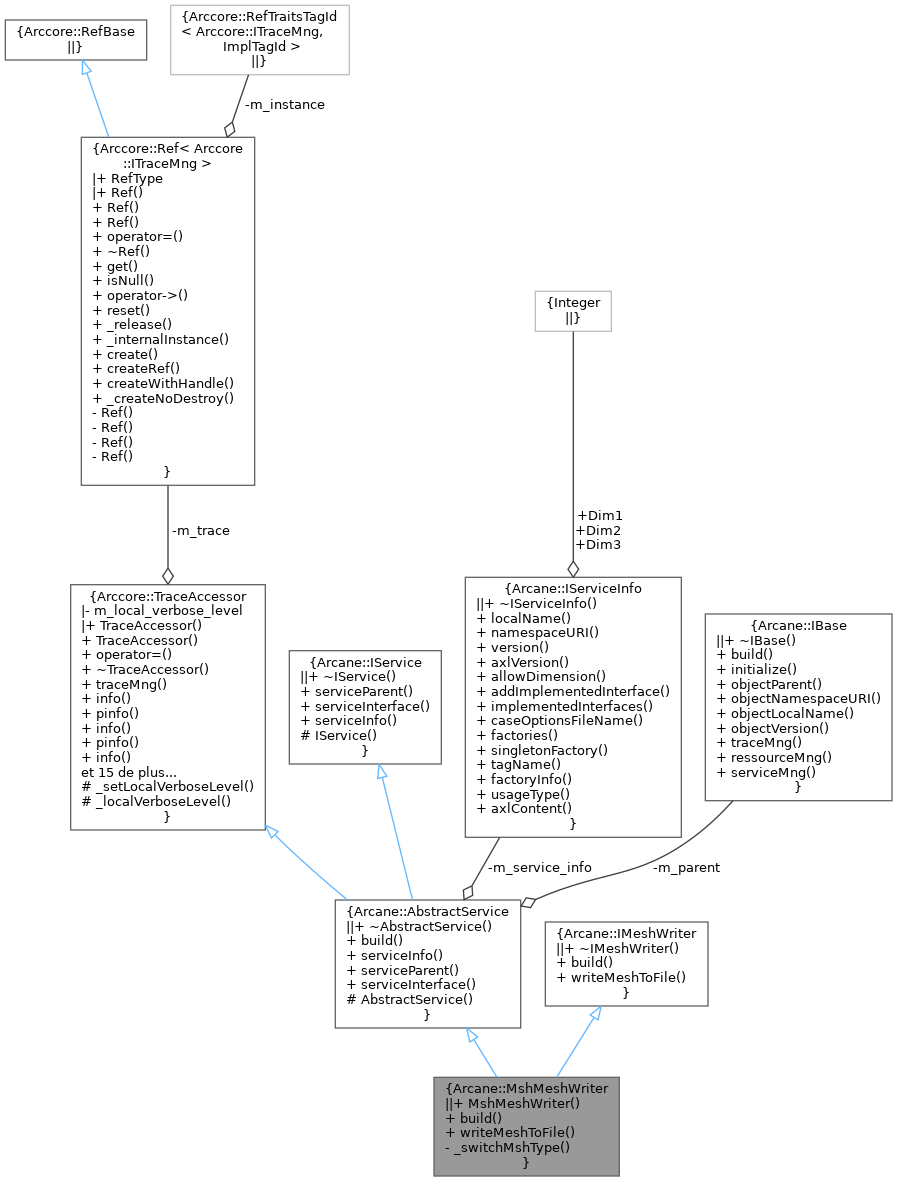 {Arccore::RefBase
||}
{Arccore::RefTraitsTagId
< Arccore::ITraceMng,
ImplTagId >
||}
-m_instance
{Arccore::Ref< Arccore
::ITraceMng >
|+ RefType
|+ Ref()
+ Ref()
+ Ref()
+ operator=()
+ ~Ref()
+ get()
+ isNull()
+ operator->()
+ reset()
+ _release()
+ _internalInstance()
+ create()
+ createRef()
+ createWithHandle()
+ _createNoDestroy()
- Ref()
- Ref()
- Ref()
- Ref()
}
{Integer
||}
-m_trace
+Dim1
+Dim2
+Dim3
{Arccore::TraceAccessor
|- m_local_verbose_level
|+ TraceAccessor()
+ TraceAccessor()
+ operator=()
+ ~TraceAccessor()
+ traceMng()
+ info()
+ pinfo()
+ info()
+ pinfo()
+ info()
et 15 de plus...
# _setLocalVerboseLevel()
# _localVerboseLevel()
}
{Arcane::IService
||+ ~IService()
+ serviceParent()
+ serviceInterface()
+ serviceInfo()
# IService()
}
{Arcane::IServiceInfo
||+ ~IServiceInfo()
+ localName()
+ namespaceURI()
+ version()
+ axlVersion()
+ allowDimension()
+ addImplementedInterface()
+ implementedInterfaces()
+ caseOptionsFileName()
+ factories()
+ singletonFactory()
+ tagName()
+ factoryInfo()
+ usageType()
+ axlContent()
}
{Arcane::IBase
||+ ~IBase()
+ build()
+ initialize()
+ objectParent()
+ objectNamespaceURI()
+ objectLocalName()
+ objectVersion()
+ traceMng()
+ ressourceMng()
+ serviceMng()
}
-m_service_info
-m_parent
{Arcane::AbstractService
||+ ~AbstractService()
+ build()
+ serviceInfo()
+ serviceParent()
+ serviceInterface()
# AbstractService()
}
{Arcane::IMeshWriter
||+ ~IMeshWriter()
+ build()
+ writeMeshToFile()
}
{Arcane::MshMeshWriter
||+ MshMeshWriter()
+ build()
+ writeMeshToFile()
- _switchMshType()
}